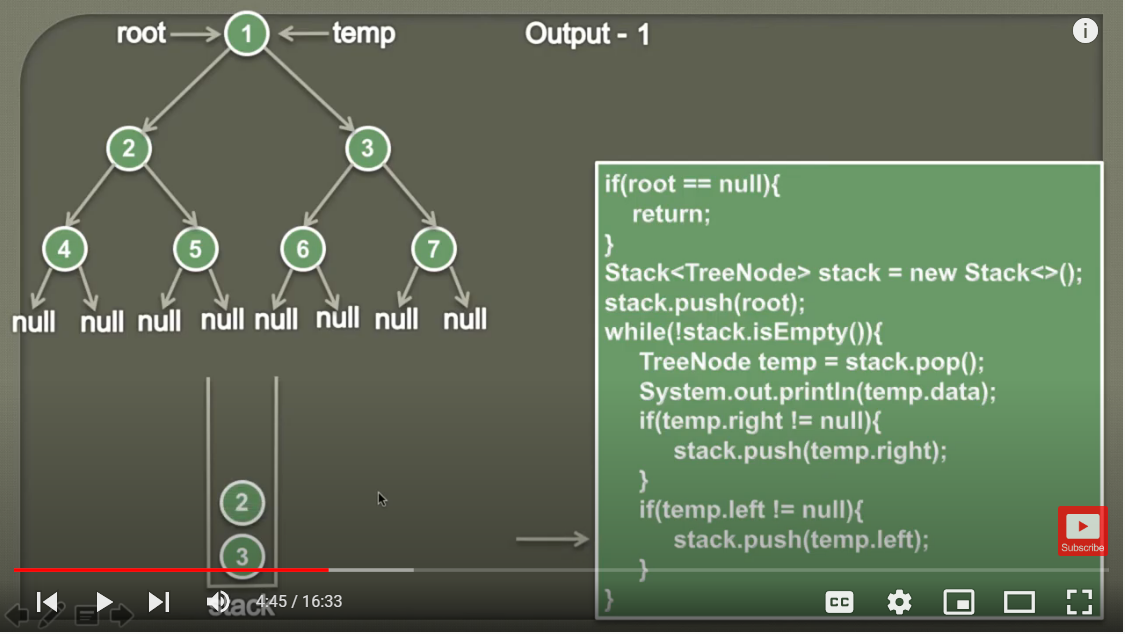 root 1 temp Output - 1
2 3
4 5 6 7
null null null null null null null null
if(root == null){
return;
}
Stack<TreeNode> stack = new Stack<>();
stack.push(root);
while(!stack.isEmpty()){
TreeNode temp = stack.pop();
System.out.println(temp.data);
if(temp.right != null){
stack.push(temp.right);
}
if(temp.left != null){
stack.push(temp.left);
}
}
2
3
stack
Subscribe
4:45 / 16:33
CC
i